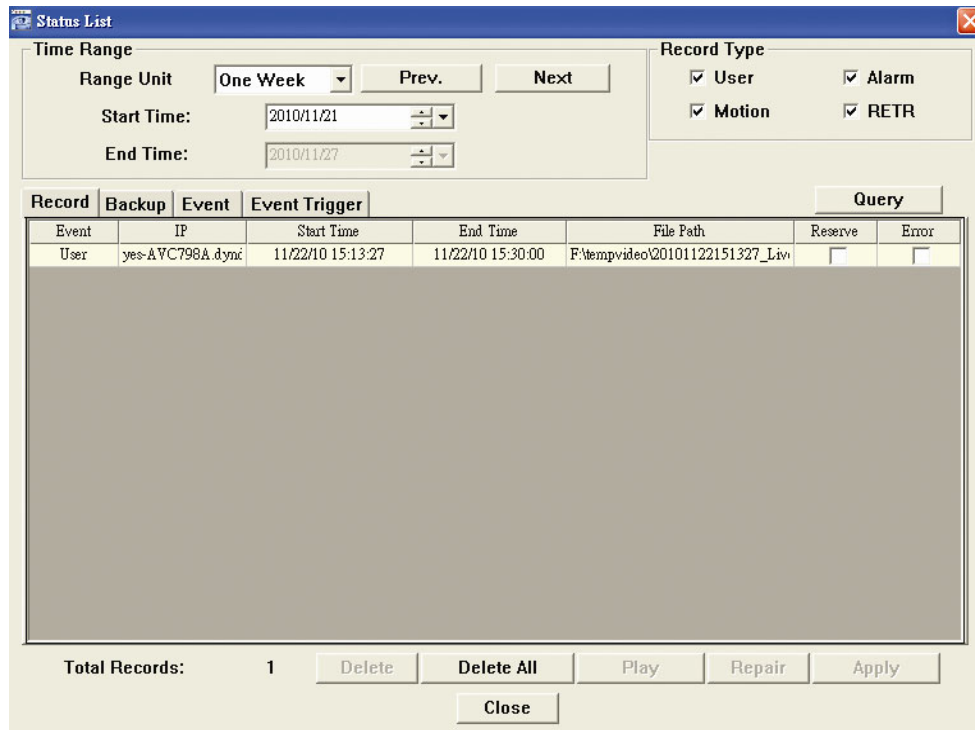 Status List
Time Range
Record Type
Range Unit One Week Prev. Next
User Alarm
Start Time: 2010/11/21
Motion RETR
End Time: 2010/11/27
Record Backup Event Event Trigger Query
Event IP Start Time End Time File Path Reserve Error
User yes-AVC798A.dyn 11/22/10 15:13:27 11/22/10 15:30:00 F:\tempvideo\20101122151327_Liv
Total Records: 1 Delete Delete All Play Repair Apply
Close